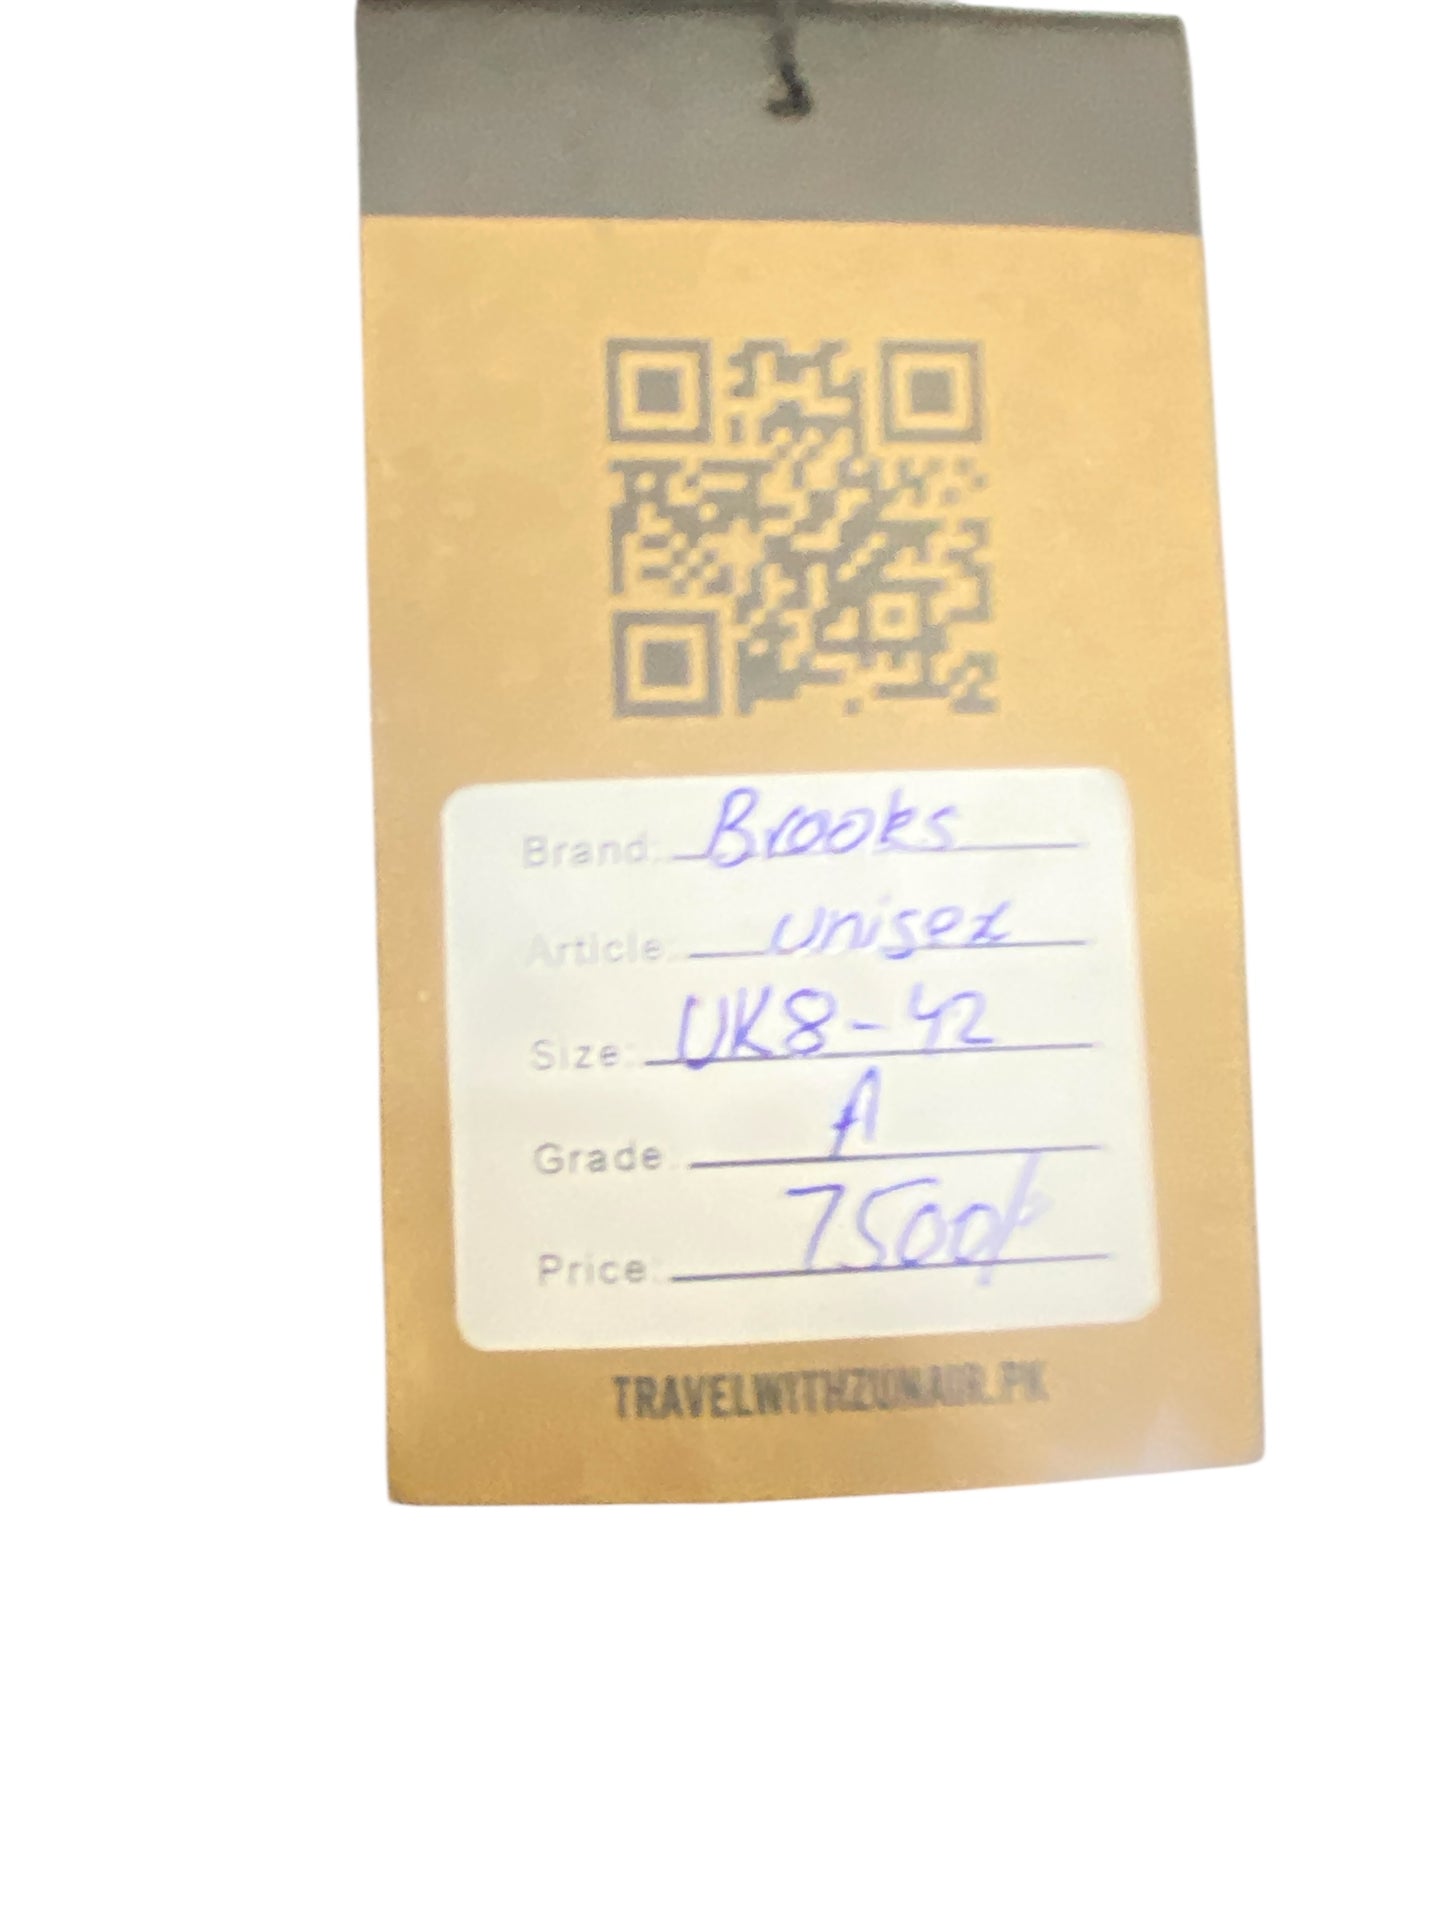 Brand: Brooks
Article: unisex
Size: UK8-42
Grade: A
Price: 7500/
TRAVELWITHZUNAIR.PK